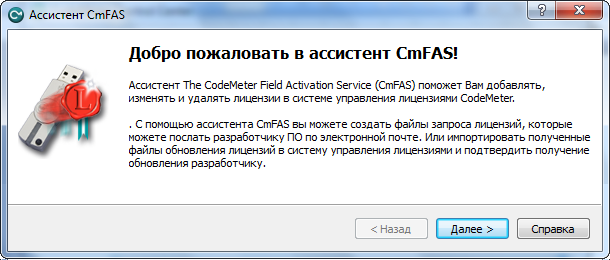 Ассистент CmFAS
?
Добро пожаловать в ассистент CmFAS!
Ассистент The CodeMeter Field Activation Service (CmFAS) поможет Вам добавлять,
изменять и удалять лицензии в системе управления лицензиями CodeMeter.
. С помощью ассистента CmFAS вы можете создать файлы запроса лицензий, которые
можете послать разработчику ПО по электронной почте. Или импортировать полученные
файлы обновления лицензий в систему управления лицензиями и подтвердить получение
обновления разработчику.
L
< Назад Далее > Справка